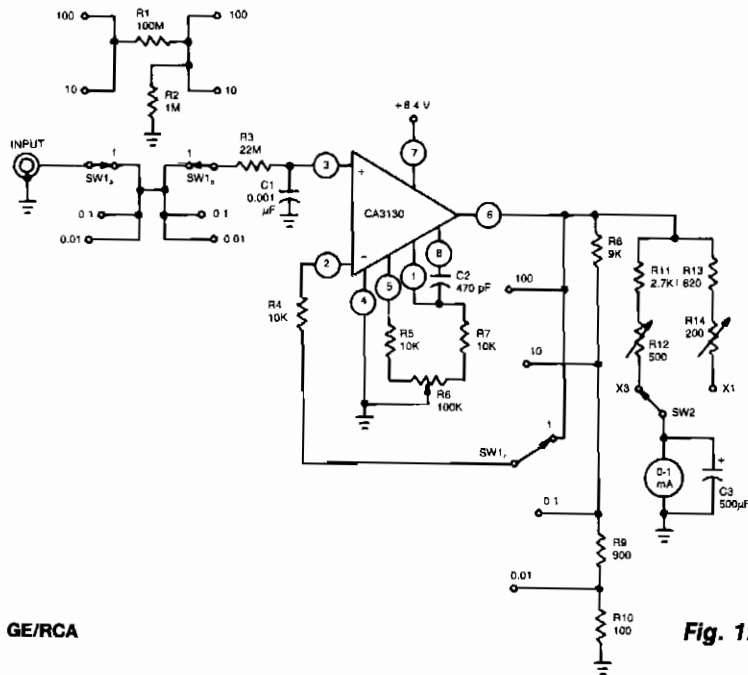 R1
100M
100
100
10
10
R2
1M
+8.4 V
INPUT
1
SW1a
1
SW1b
R3
22M
3
7
+
C1
0.001
µF
CA3130
6
0.1
0.1
0.01
0.01
2
−
4
5
1
8
C2
470 pF
100
R8
9K
R11
2.7K
R13
820
R4
10K
R5
10K
R7
10K
10
R12
500
R14
200
R6
100K
X3
X1
SW2
1
SW1c
0-1
mA
+
C3
500µF
0.1
R9
900
0.01
R10
100
GE/RCA
Fig. 1